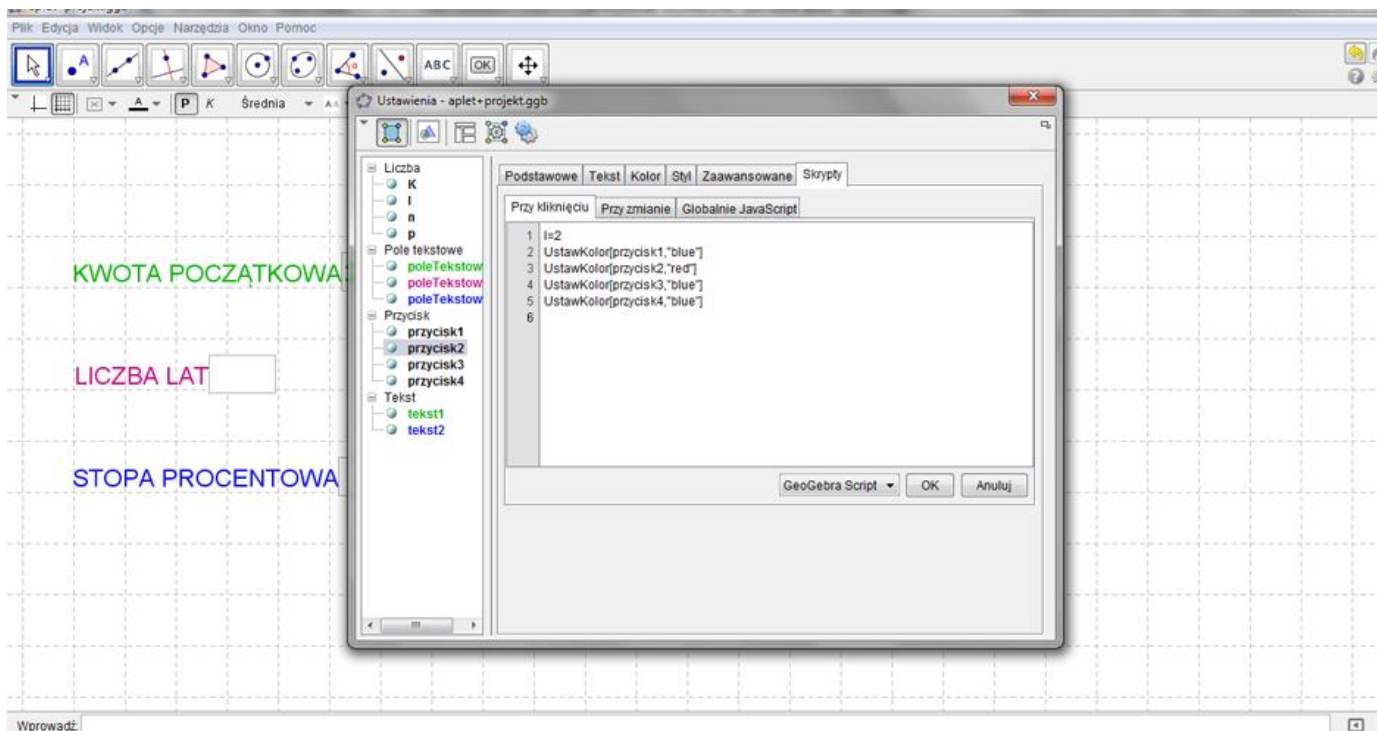 Plik Edycja Widok Opcje Narzędzia Okno Pomoc
A
ABC
OK
P K Średnia
Ustawienia - aplet+projekt.ggb
Liczba
K
l
n
p
Pole tekstowe
poleTekstow
poleTekstow
poleTekstow
Przycisk
przycisk1
przycisk2
przycisk3
przycisk4
Tekst
tekst1
tekst2
Podstawowe Tekst Kolor Styl Zaawansowane Skrypty
Przy kliknięciu Przy zmianie Globalnie JavaScript
1 l=2
2 UstawKolor[przycisk1,"blue"]
3 UstawKolor[przycisk2,"red"]
4 UstawKolor[przycisk3,"blue"]
5 UstawKolor[przycisk4,"blue"]
6
GeoGebra Script OK Anuluj
KWOTA POCZĄTKOWA
LICZBA LAT
STOPA PROCENTOWA
Wprowadź: